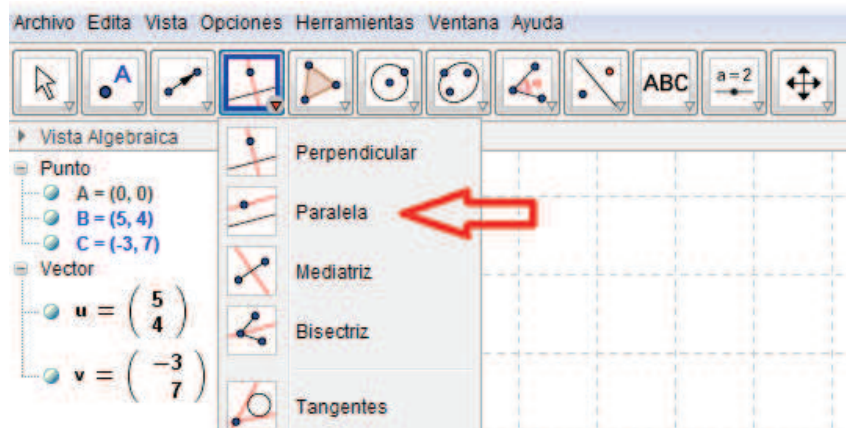 Archivo Edita Vista Opciones Herramientas Ventana Ayuda
A
ABC
a = 2
Vista Algebraica
Punto
A = (0, 0)
B = (5, 4)
C = (-3, 7)
Vector
u = ( 5 4 )
v = ( −3 7 )
Perpendicular
Paralela
Mediatriz
Bisectriz
Tangentes